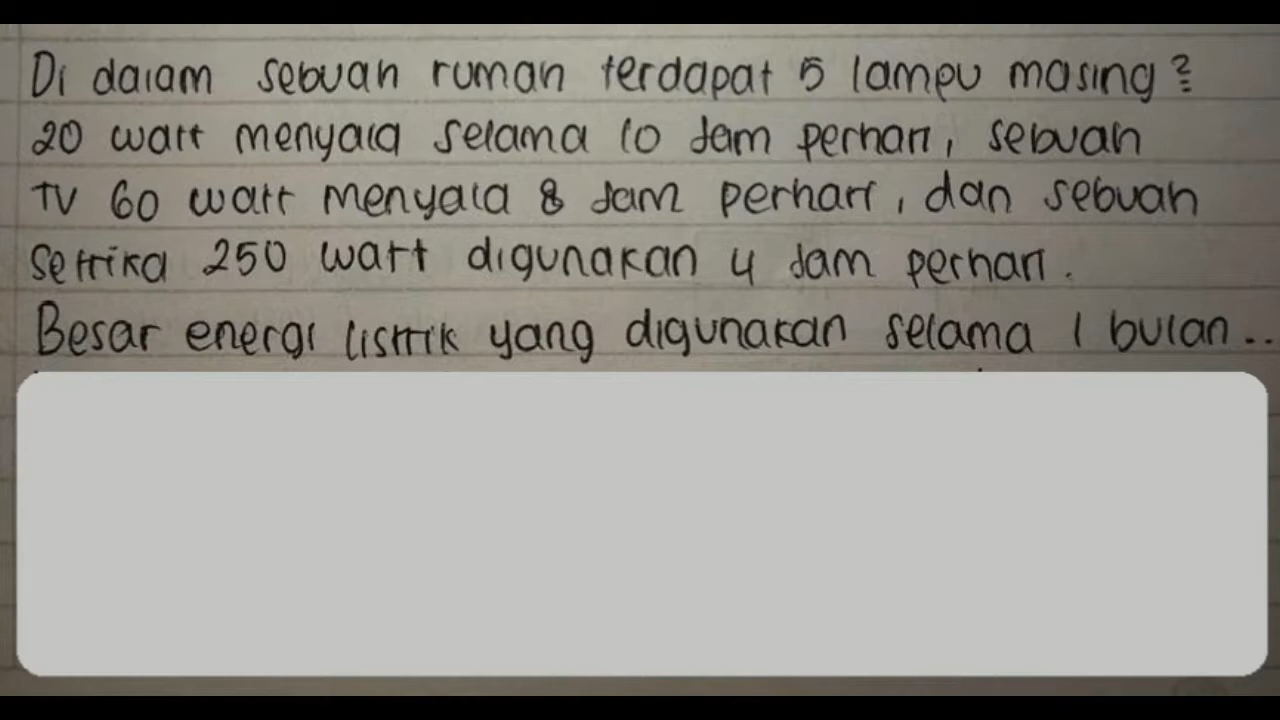 Di dalam sebuah rumah terdapat 5 lampu masing²
20 watt menyala selama 10 jam perhari, sebuah
TV 60 watt menyala 8 jam perhari, dan sebuah
setrika 250 watt digunakan 4 jam perhari.
Besar energi listrik yang digunakan selama 1 bulan..